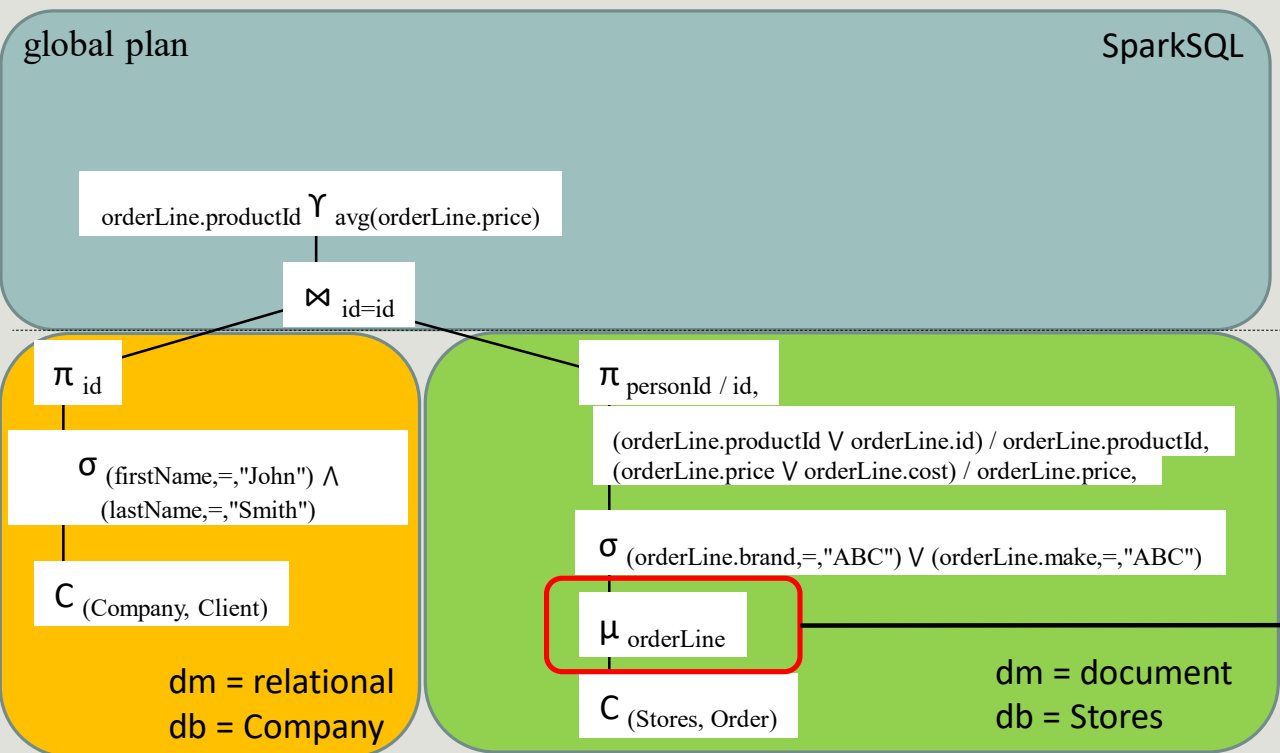 global plan
SparkSQL
orderLine.productId ϒ avg(orderLine.price)
⋈ id=id
π id
σ (firstName,=,"John") ⋀
(lastName,=,"Smith")
C (Company, Client)
dm = relational
db = Company
π personId / id,
(orderLine.productId ⋁ orderLine.id) / orderLine.productId,
(orderLine.price ⋁ orderLine.cost) / orderLine.price,
σ (orderLine.brand,=,"ABC") ⋁ (orderLine.make,=,"ABC")
μ orderLine
C (Stores, Order)
dm = document
db = Stores